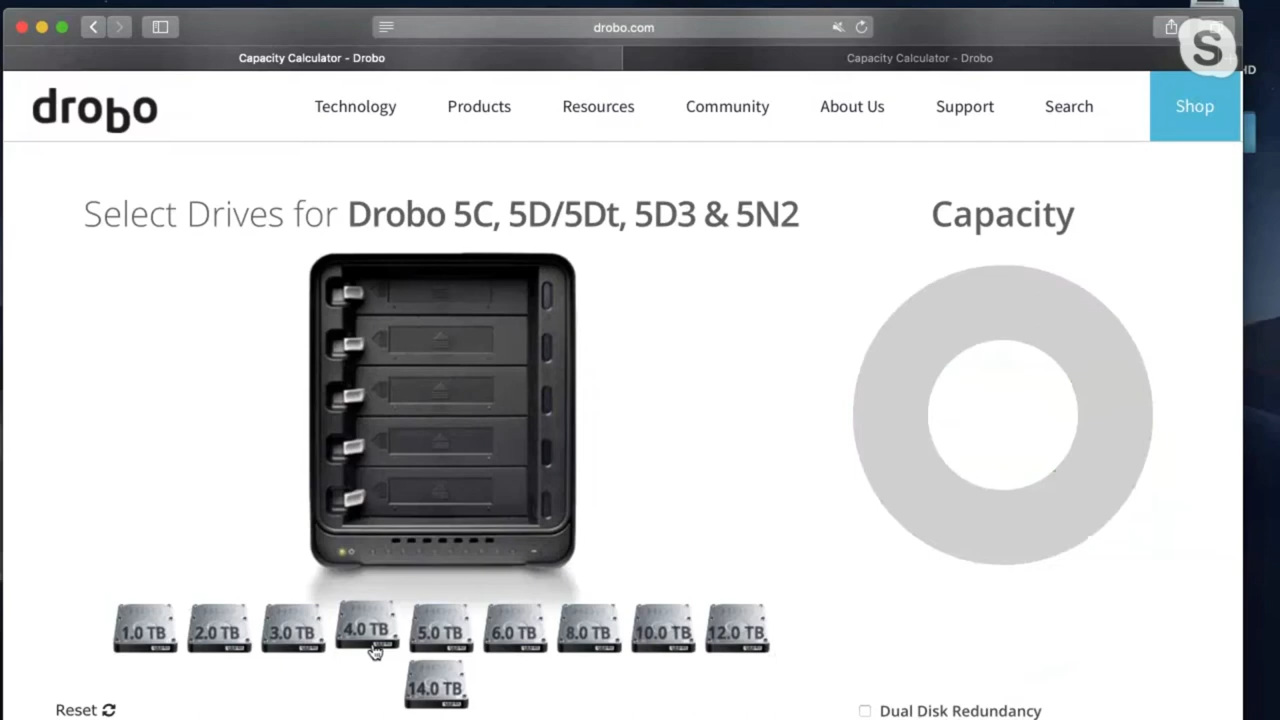 drobo.com
Capacity Calculator - Drobo
Capacity Calculator - Drobo
S
HD
drobo
Technology
Products
Resources
Community
About Us
Support
Search
Shop
Select Drives for Drobo 5C, 5D/5Dt, 5D3 & 5N2
Capacity
1.0 TB
2.0 TB
3.0 TB
4.0 TB
5.0 TB
6.0 TB
8.0 TB
10.0 TB
12.0 TB
14.0 TB
Reset
Dual Disk Redundancy